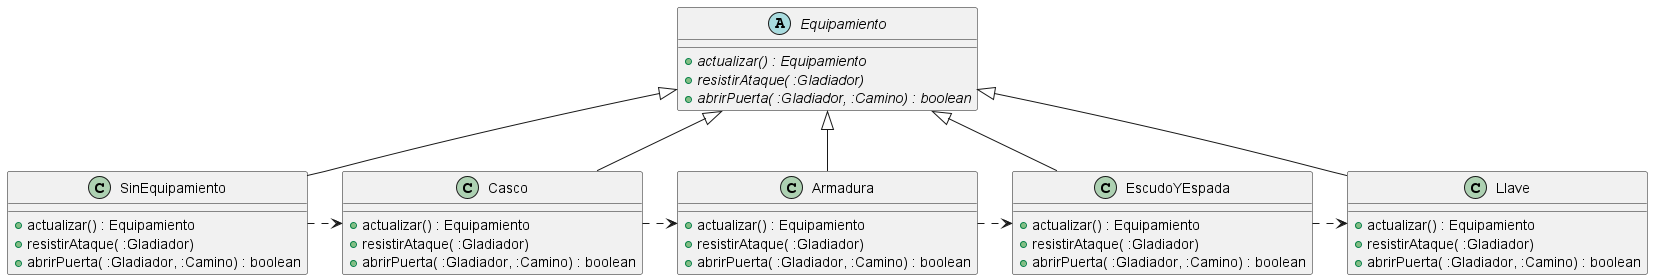 A Equipamiento
actualizar() : Equipamiento
resistirAtaque( :Gladiador)
abrirPuerta( :Gladiador, :Camino) : boolean
C SinEquipamiento
actualizar() : Equipamiento
resistirAtaque( :Gladiador)
abrirPuerta( :Gladiador, :Camino) : boolean
C Casco
actualizar() : Equipamiento
resistirAtaque( :Gladiador)
abrirPuerta( :Gladiador, :Camino) : boolean
C Armadura
actualizar() : Equipamiento
resistirAtaque( :Gladiador)
abrirPuerta( :Gladiador, :Camino) : boolean
C EscudoYEspada
actualizar() : Equipamiento
resistirAtaque( :Gladiador)
abrirPuerta( :Gladiador, :Camino) : boolean
C Llave
actualizar() : Equipamiento
resistirAtaque( :Gladiador)
abrirPuerta( :Gladiador, :Camino) : boolean